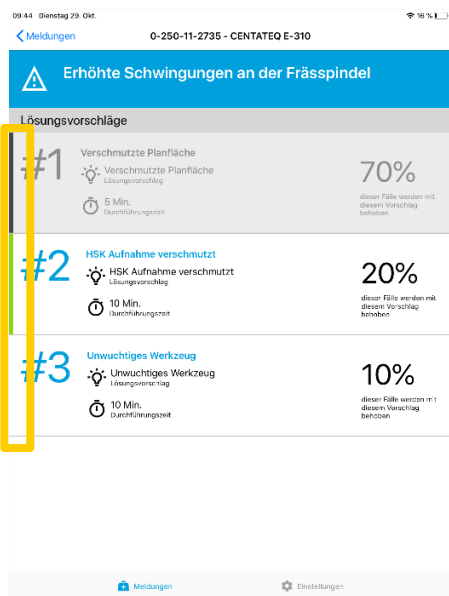 09:44 Dienstag 29. Okt.
16 %
Meldungen
0-250-11-2735 - CENTATEQ E-310
Erhöhte Schwingungen an der Frässpindel
Lösungsvorschläge
#1
Verschmutzte Planfläche
Verschmutzte Planfläche
Lösungsvorschlag
5 Min.
Durchführungszeit
70%
dieser Fälle werden mit
diesem Vorschlag
behoben
#2
HSK Aufnahme verschmutzt
HSK Aufnahme verschmutzt
Lösungsvorschlag
10 Min.
Durchführungszeit
20%
dieser Fälle werden mit
diesem Vorschlag
behoben
#3
Unwuchtiges Werkzeug
Unwuchtiges Werkzeug
Lösungsvorschlag
10 Min.
Durchführungszeit
10%
dieser Fälle werden mit
diesem Vorschlag
behoben
Meldungen
Einstellungen